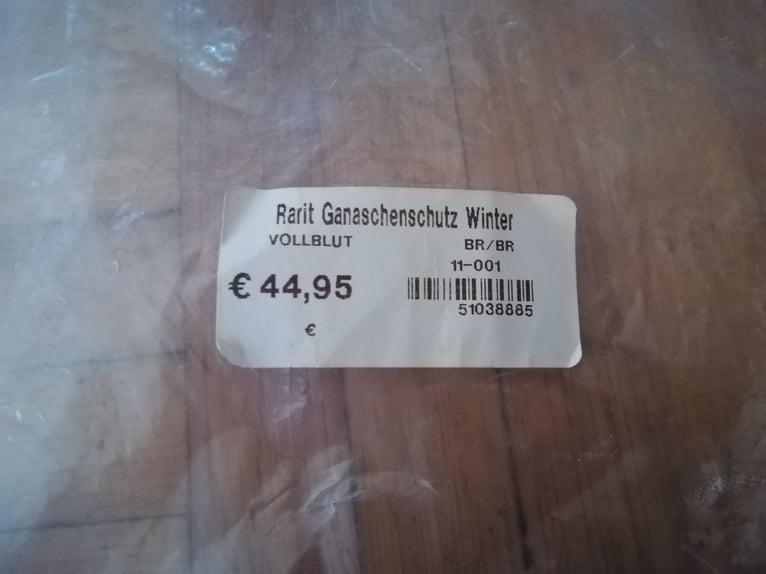 Rarit Ganaschenschutz Winter
VOLLBLUT BR/BR
11-001
€ 44,95
51038885
€